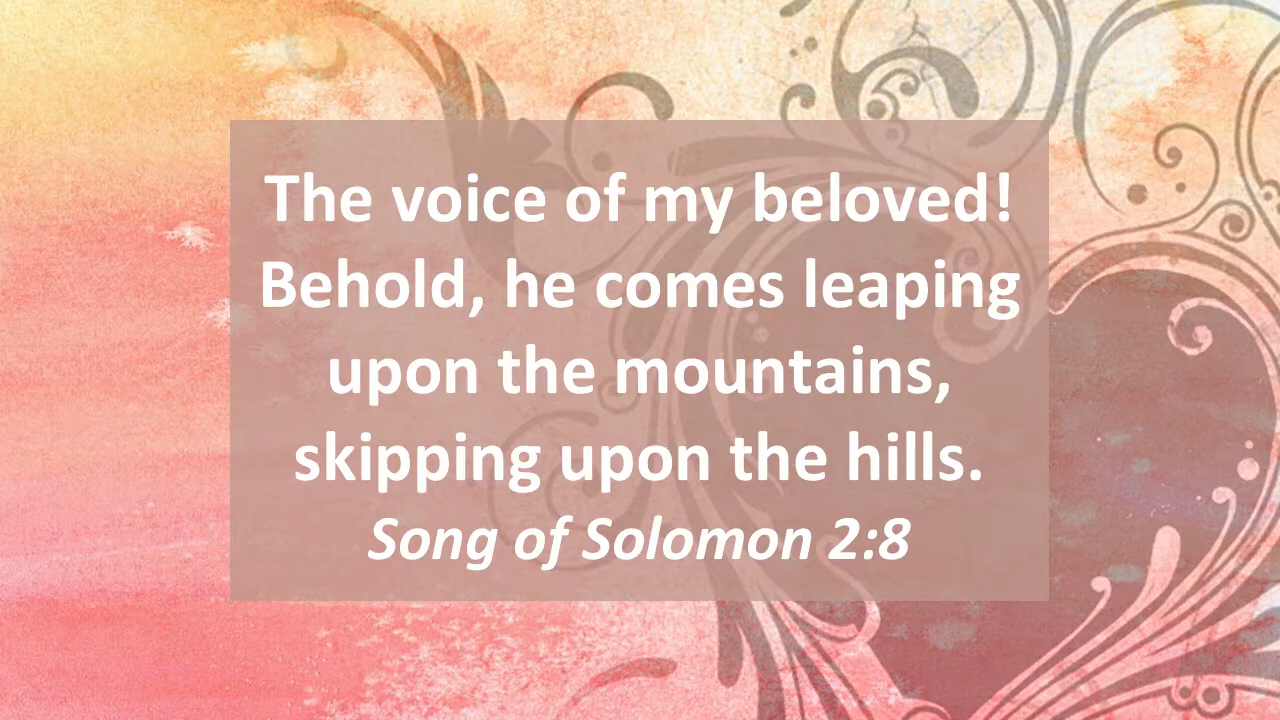 The voice of my beloved!
Behold, he comes leaping
upon the mountains,
skipping upon the hills.
Song of Solomon 2:8